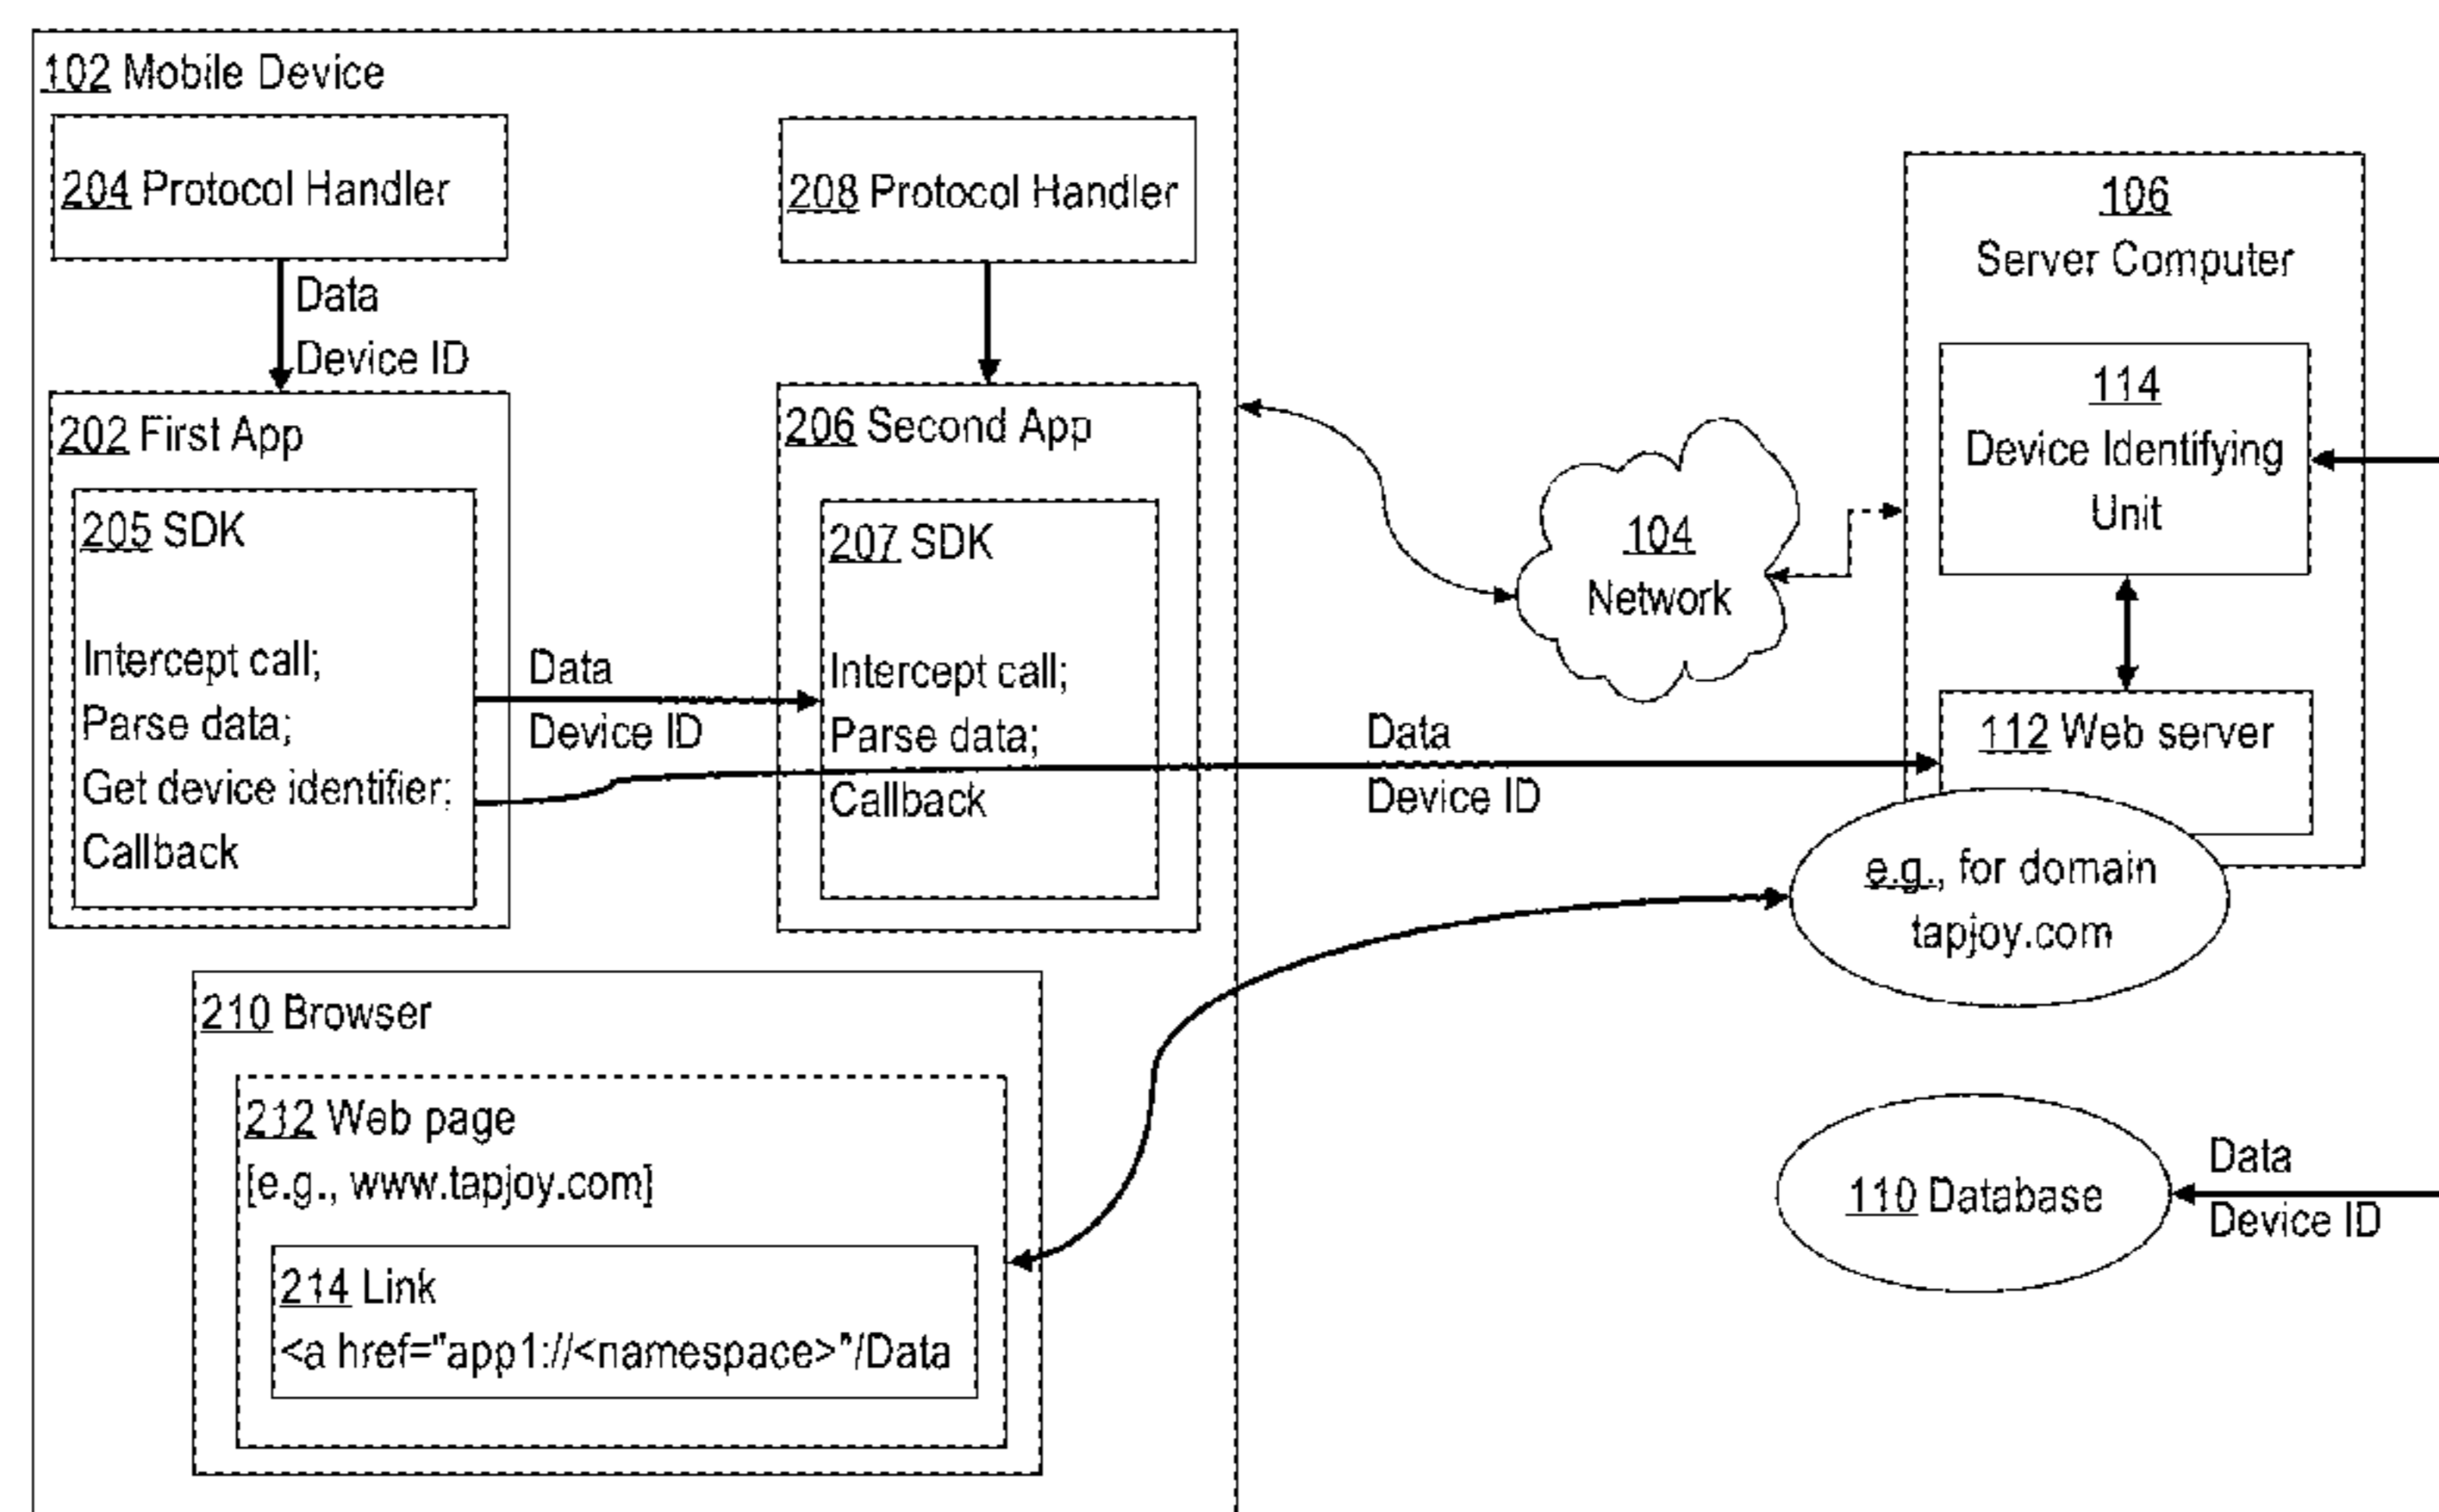 102 Mobile Device
204 Protocol Handler
Data
Device ID
202 First App
205 SDK
Intercept call;
Parse data;
Get device identifier;
Callback
Data
Device ID
208 Protocol Handler
206 Second App
207 SDK
Intercept call;
Parse data;
Callback
Data
Device ID
104
Network
106
Server Computer
114
Device Identifying
Unit
112 Web server
e.g., for domain
tapjoy.com
210 Browser
212 Web page
[e.g., www.tapjoy.com]
214 Link
<a href="app1://<namespace>"/Data
110 Database
Data
Device ID